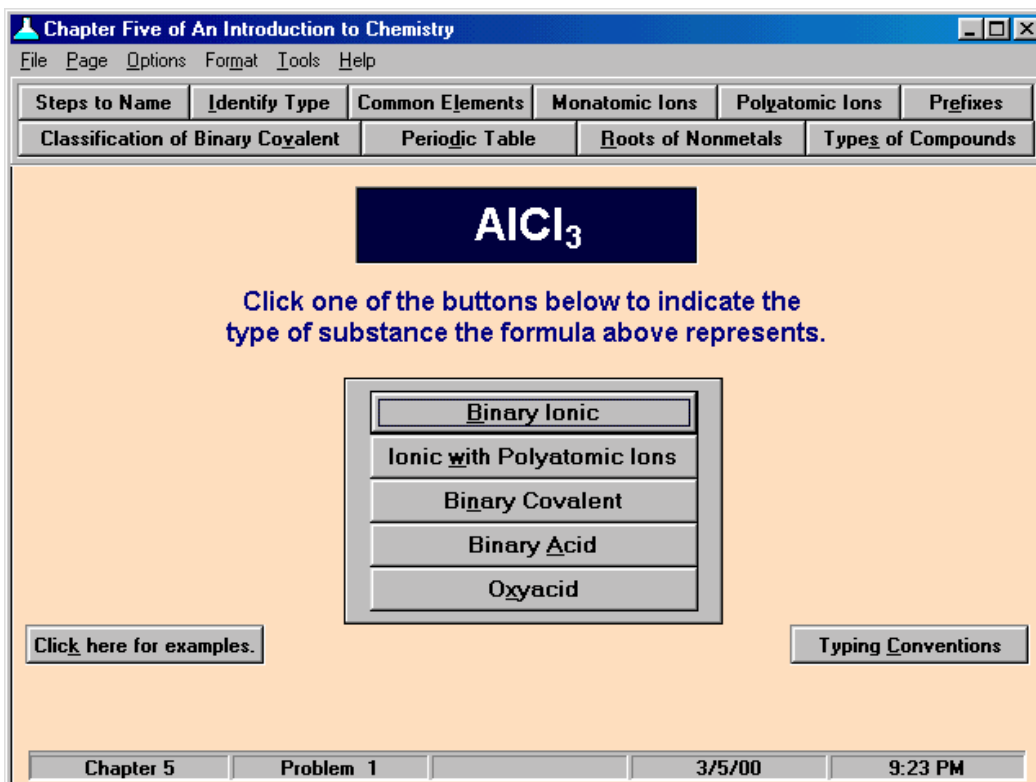 Chapter Five of An Introduction to Chemistry
File Page Options Format Tools Help
Steps to Name Identify Type Common Elements Monatomic Ions Polyatomic Ions Prefixes
Classification of Binary Covalent Periodic Table Roots of Nonmetals Types of Compounds
AlCl₃
Click one of the buttons below to indicate the
type of substance the formula above represents.
Binary Ionic
Ionic with Polyatomic Ions
Binary Covalent
Binary Acid
Oxyacid
Click here for examples. Typing Conventions
Chapter 5 Problem 1 3/5/00 9:23 PM